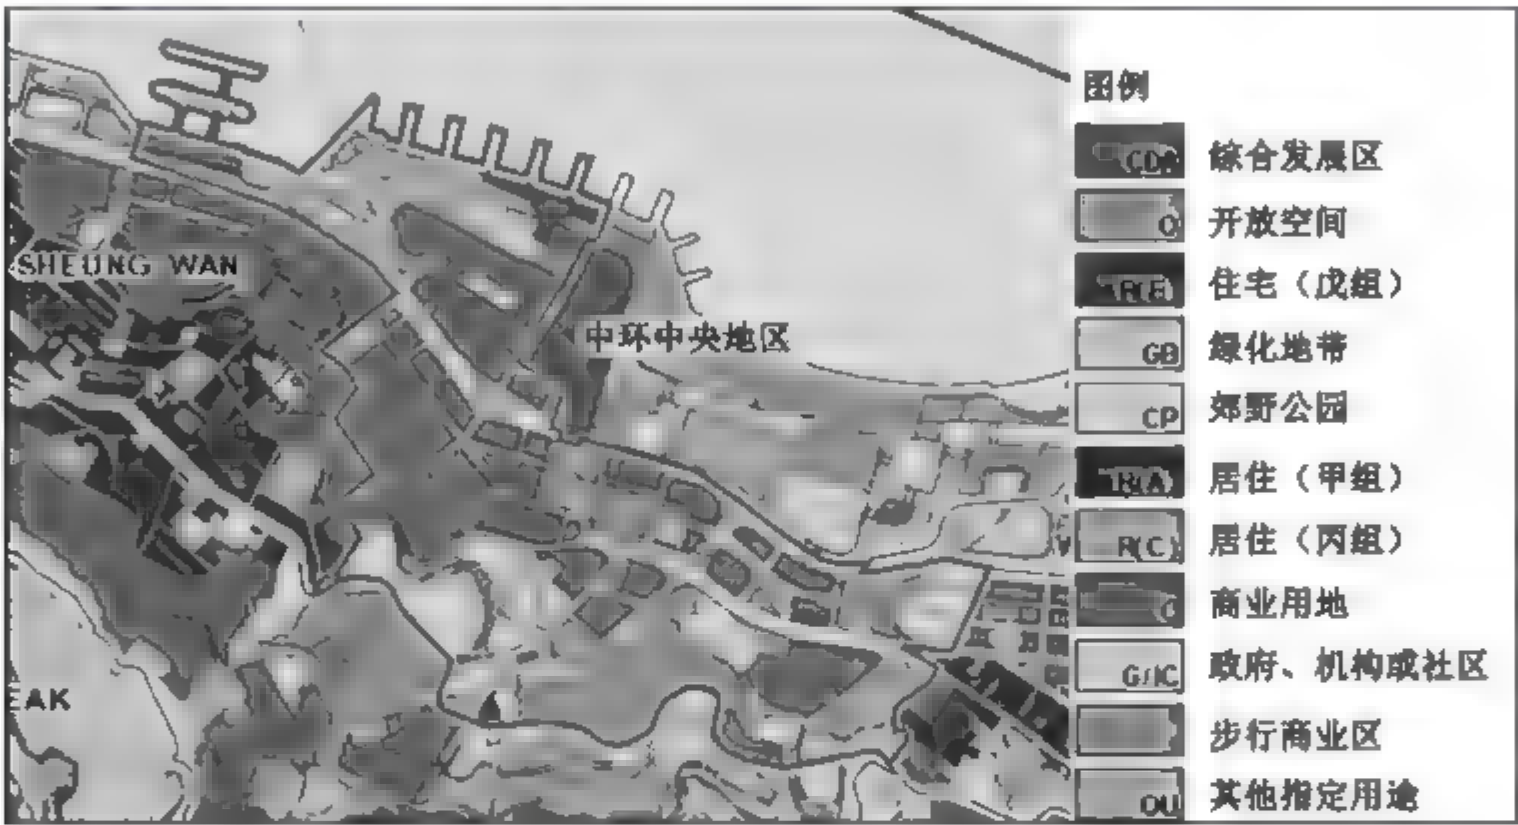 图例
CDA 综合发展区
O 开放空间
R(E) 住宅（戊组）
GB 绿化地带
CP 郊野公园
R(A) 居住（甲组）
R(C) 居住（丙组）
C 商业用地
G/IC 政府、机构或社区
步行商业区
OU 其他指定用途
SHEUNG WAN
中环中央地区
EAK